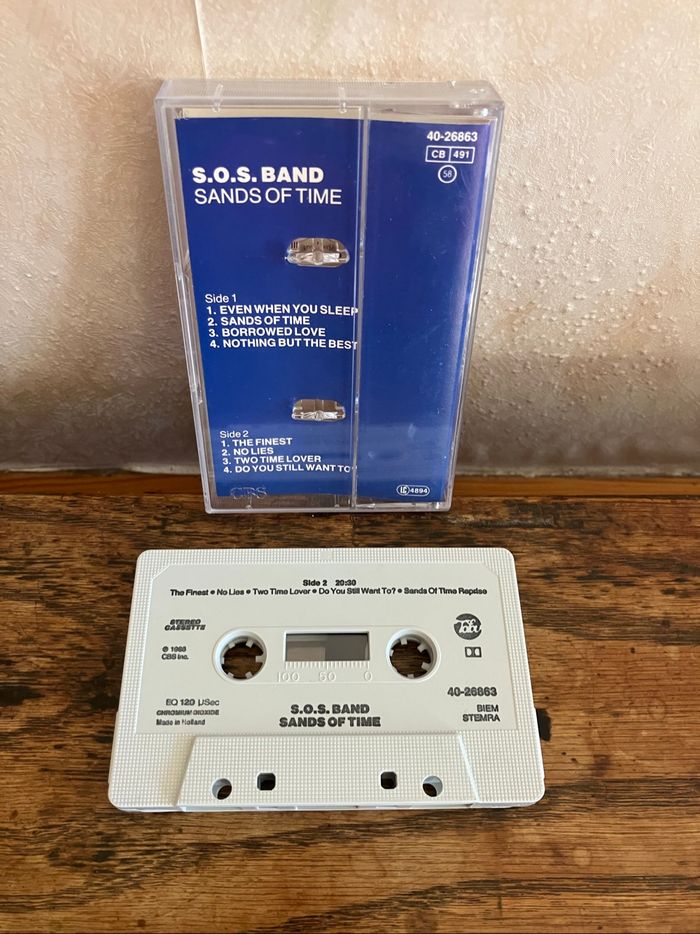 40-26863
CB 491
58
S.O.S. BAND
SANDS OF TIME
Side 1
1. EVEN WHEN YOU SLEEP
2. SANDS OF TIME
3. BORROWED LOVE
4. NOTHING BUT THE BEST
Side 2
1. THE FINEST
2. NO LIES
3. TWO TIME LOVER
4. DO YOU STILL WANT TO?
CBS
LC 4894
Side 2 20:30
The Finest • No Lies • Two Time Lover • Do You Still Want To? • Sands Of Time Reprise
STEREO
CASSETTE
Tabu
℗ 1986
CBS Inc.
100 50 0
40-26863
EQ 120 μSec
CHROMIUM DIOXIDE
Made in Holland
S.O.S. BAND
SANDS OF TIME
BIEM
STEMRA